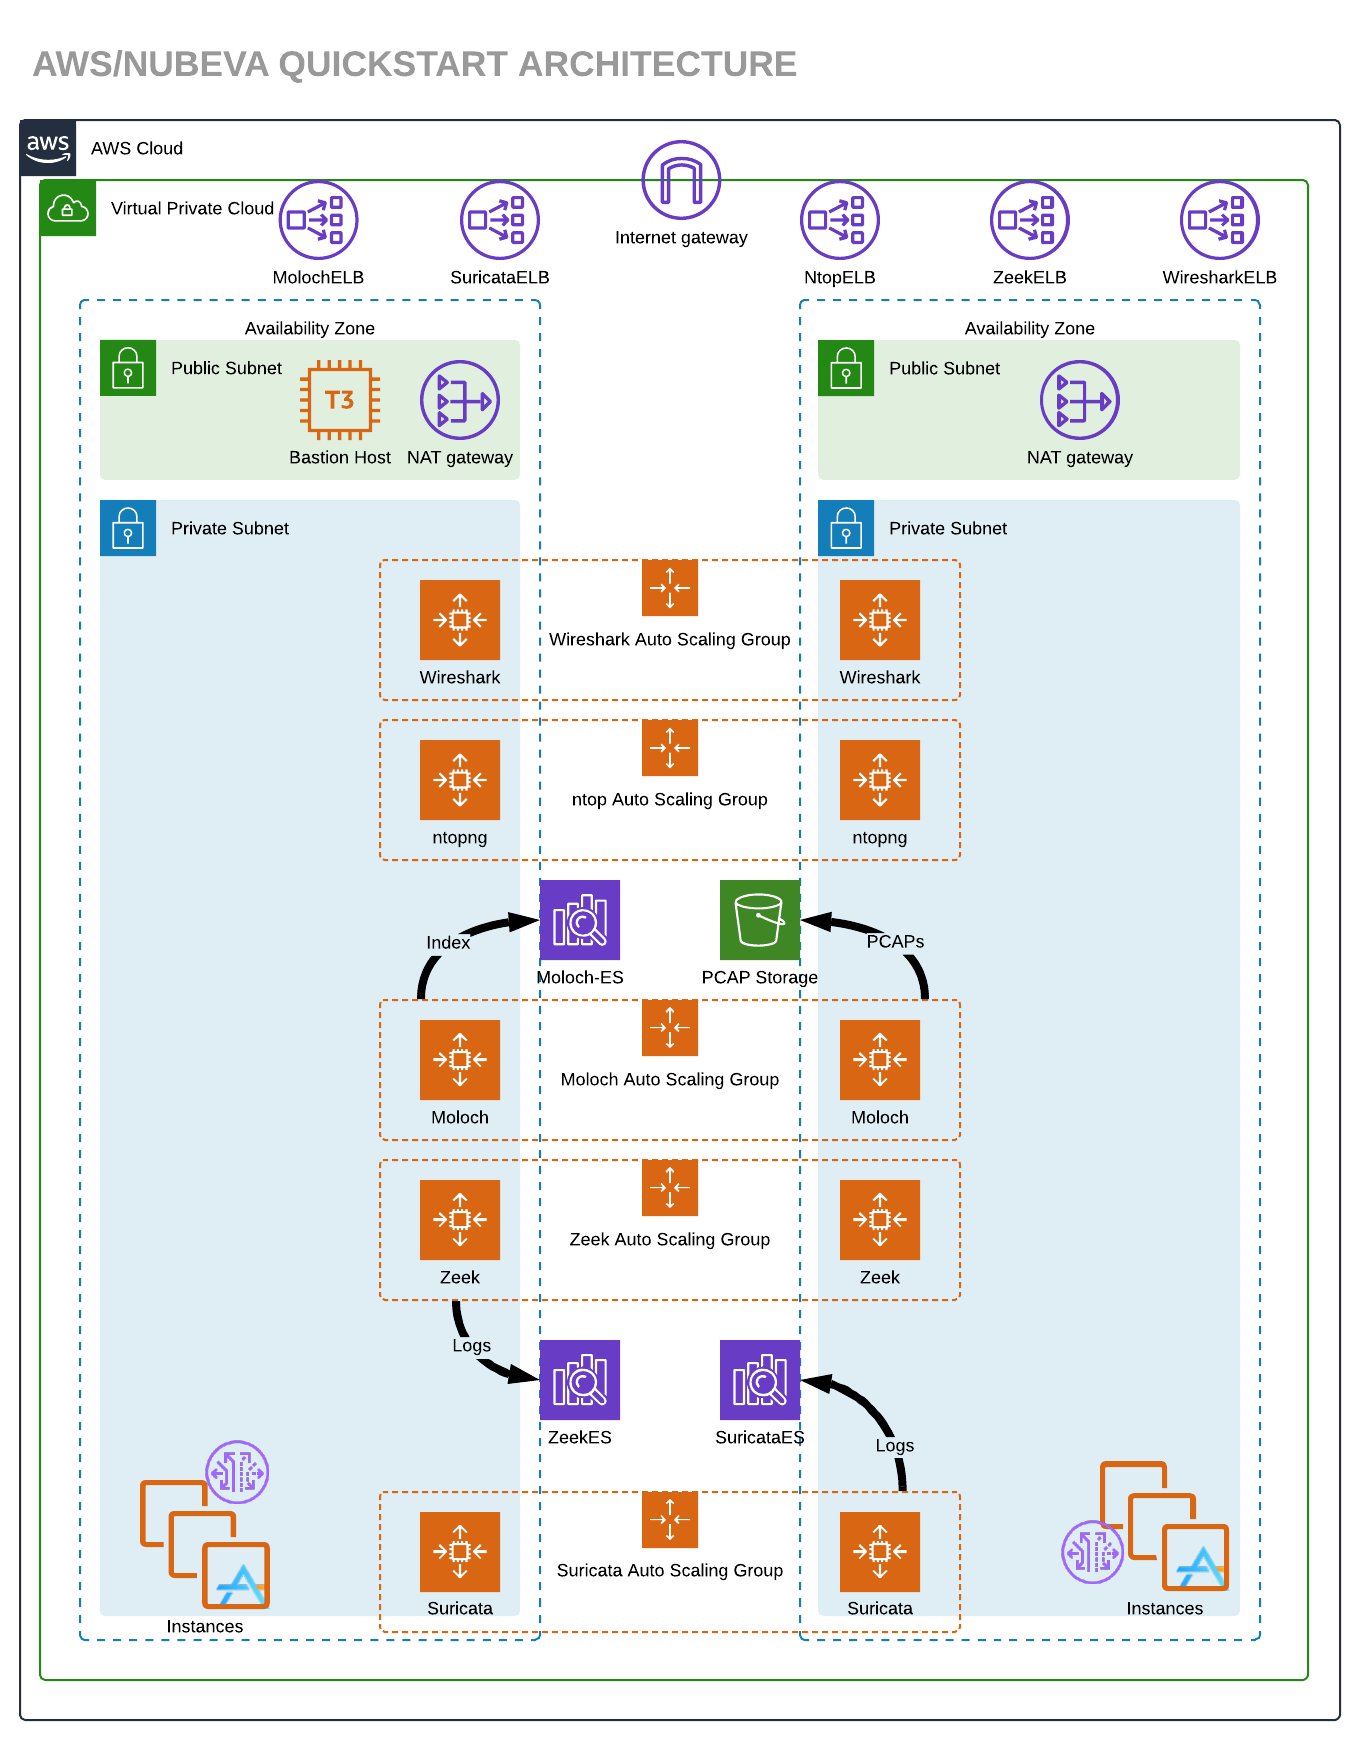 AWS/NUBEVA QUICKSTART ARCHITECTURE
aws
AWS Cloud
Virtual Private Cloud
MolochELB
SuricataELB
Internet gateway
NtopELB
ZeekELB
WiresharkELB
Availability Zone
Availability Zone
Public Subnet
T3
Bastion Host
NAT gateway
Public Subnet
NAT gateway
Private Subnet
Private Subnet
Wireshark
Wireshark Auto Scaling Group
Wireshark
ntopng
ntop Auto Scaling Group
ntopng
Index
Moloch-ES
PCAP Storage
PCAPs
Moloch
Moloch Auto Scaling Group
Moloch
Zeek
Zeek Auto Scaling Group
Zeek
Logs
ZeekES
SuricataES
Logs
Instances
Suricata
Suricata Auto Scaling Group
Suricata
Instances